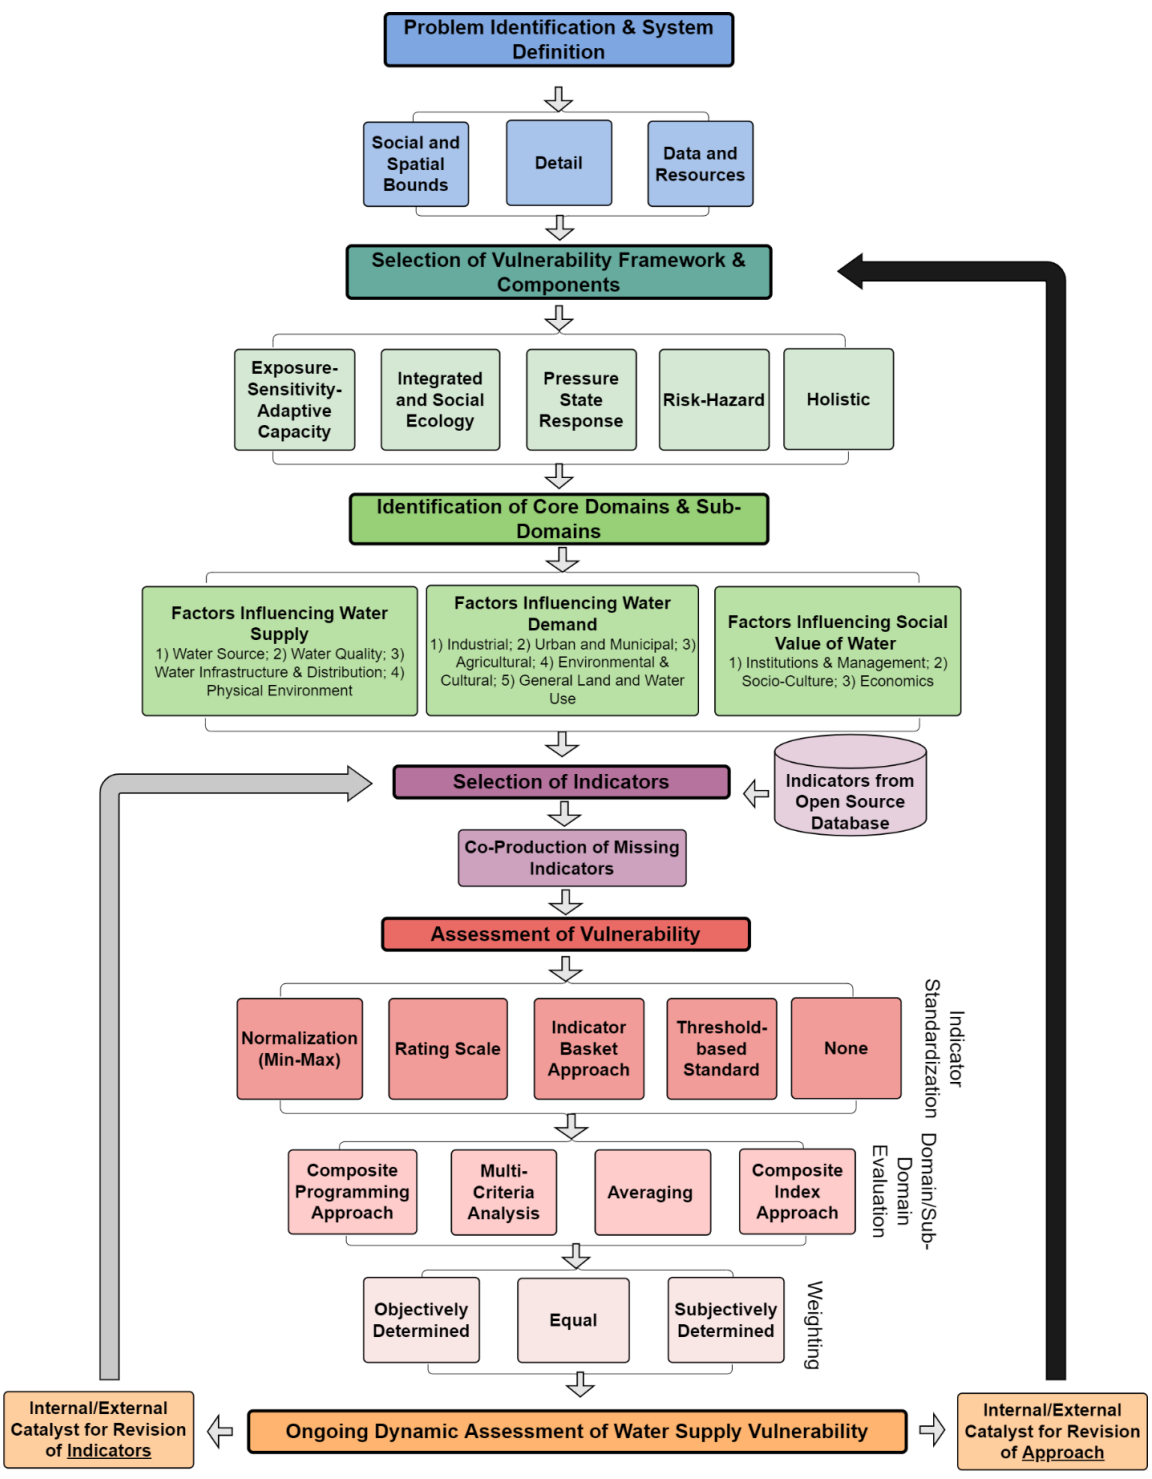 Problem Identification & System
Definition
Social and
Spatial
Bounds
Detail
Data and
Resources
Selection of Vulnerability Framework &
Components
Exposure-
Sensitivity-
Adaptive
Capacity
Integrated
and Social
Ecology
Pressure
State
Response
Risk-Hazard
Holistic
Identification of Core Domains & Sub-
Domains
Factors Influencing Water
Supply
1) Water Source; 2) Water Quality; 3)
Water Infrastructure & Distribution; 4)
Physical Environment
Factors Influencing Water
Demand
1) Industrial; 2) Urban and Municipal; 3)
Agricultural; 4) Environmental &
Cultural; 5) General Land and Water
Use
Factors Influencing Social
Value of Water
1) Institutions & Management; 2)
Socio-Culture; 3) Economics
Selection of Indicators
Indicators from
Open Source
Database
Co-Production of Missing
Indicators
Assessment of Vulnerability
Normalization
(Min-Max)
Rating Scale
Indicator
Basket
Approach
Threshold-
based
Standard
None
Indicator
Standardization
Composite
Programming
Approach
Multi-
Criteria
Analysis
Averaging
Composite
Index
Approach
Domain/Sub-
Domain
Evaluation
Objectively
Determined
Equal
Subjectively
Determined
Weighting
Internal/External
Catalyst for Revision
of Indicators
Ongoing Dynamic Assessment of Water Supply Vulnerability
Internal/External
Catalyst for Revision
of Approach